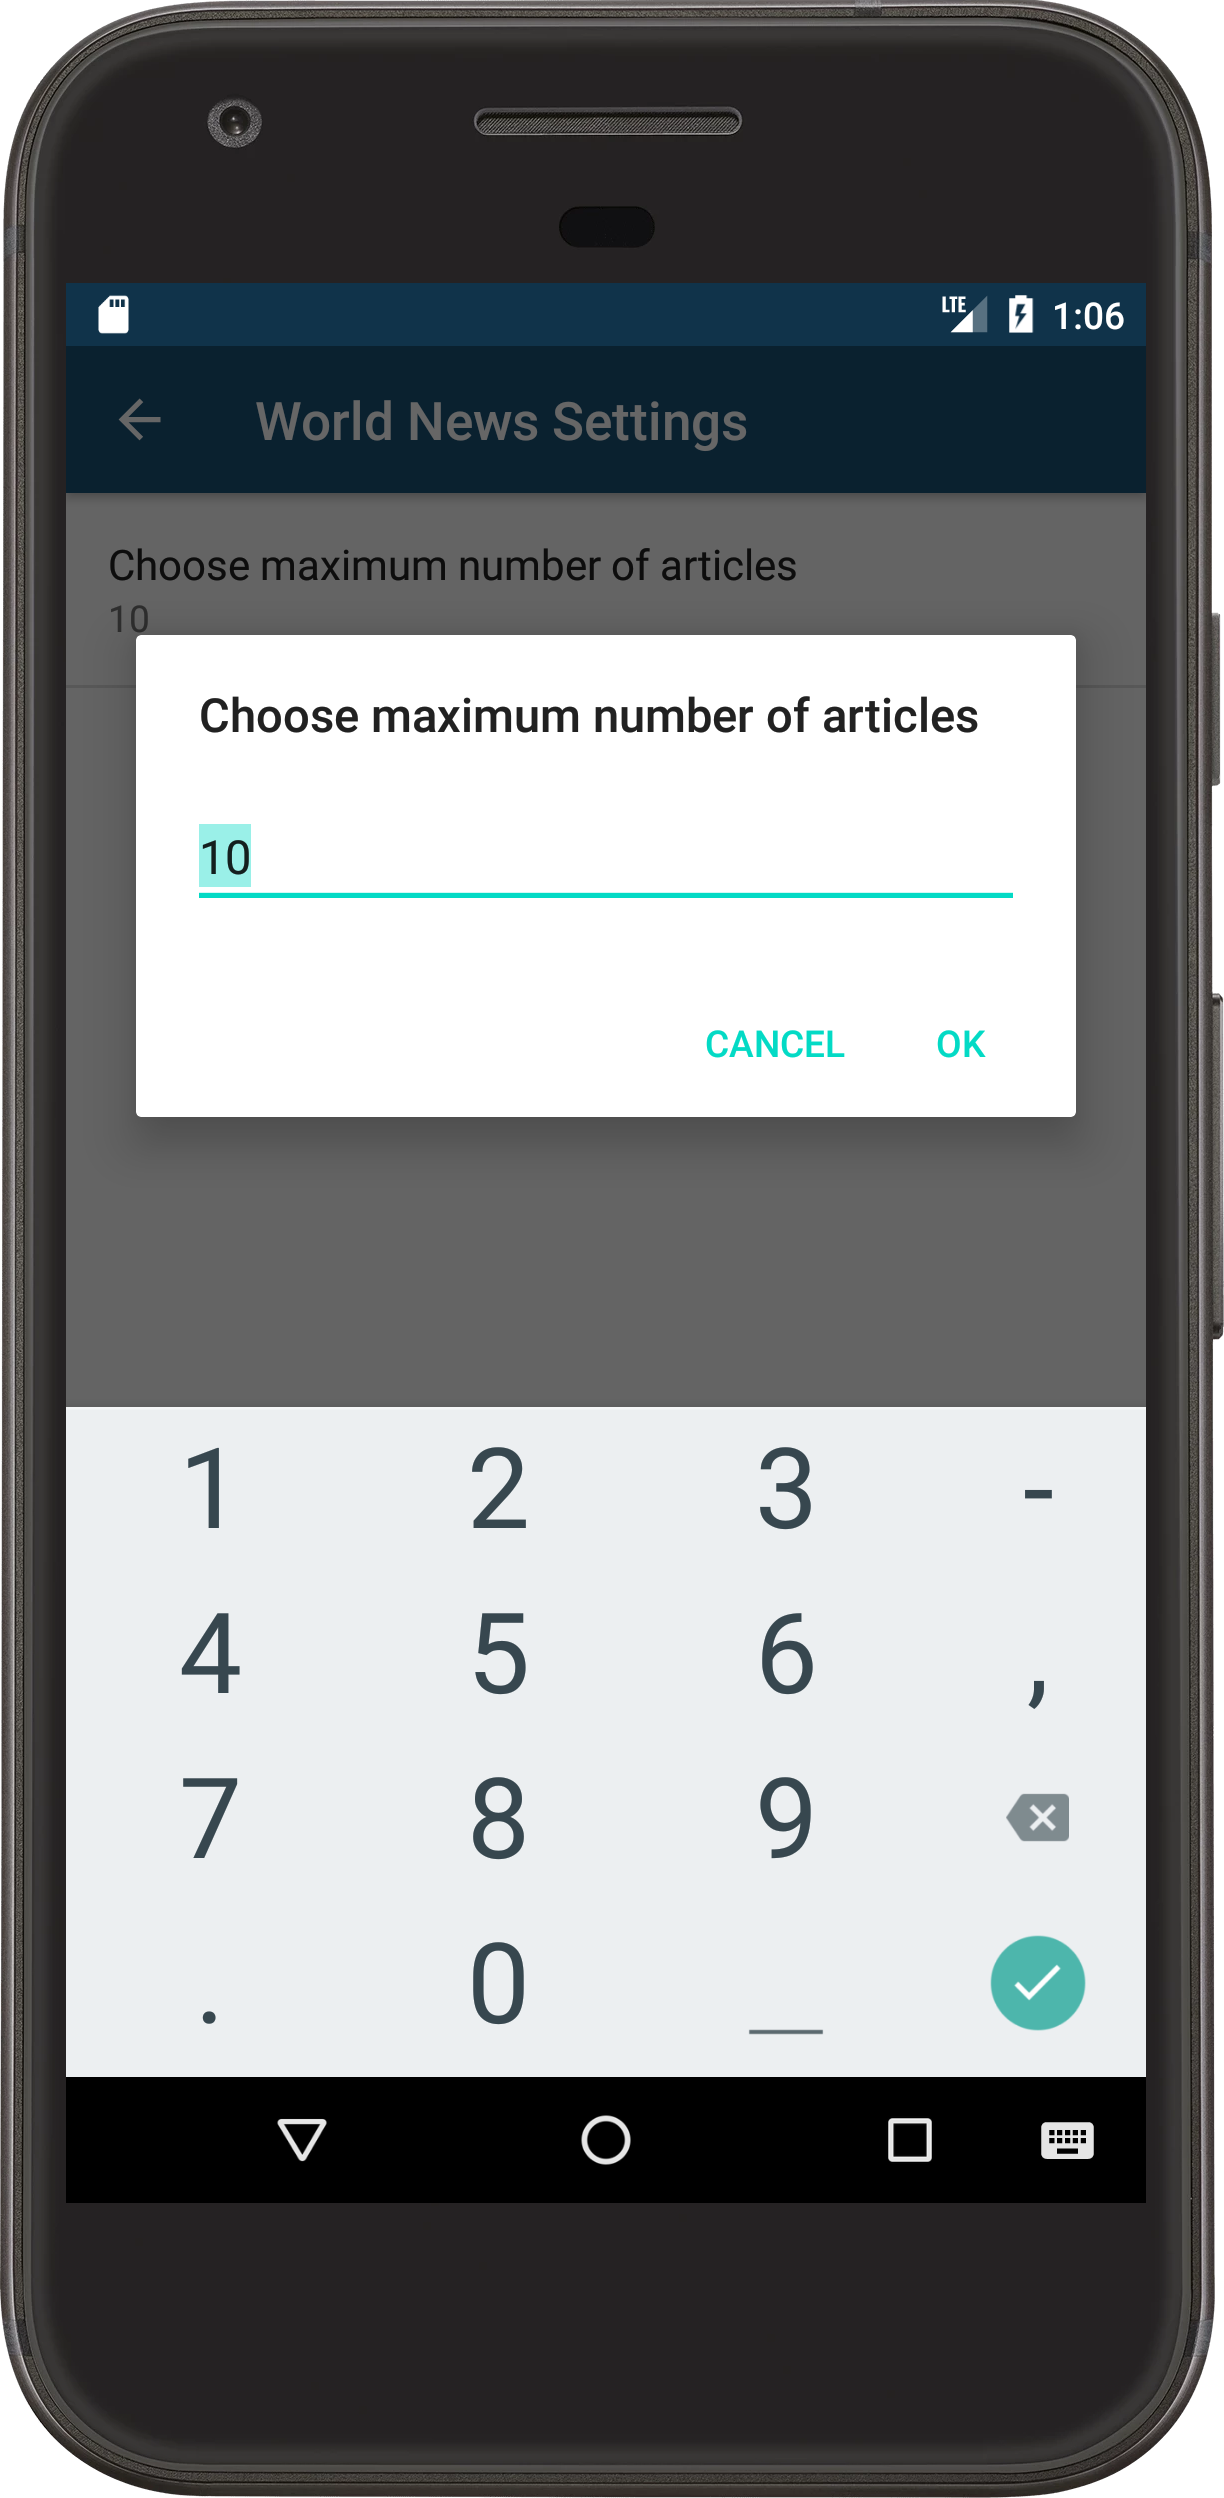 LTE 1:06
World News Settings
Choose maximum number of articles
10
Choose maximum number of articles
10
CANCEL OK
1 2 3 -
4 5 6 ,
7 8 9
. 0 _